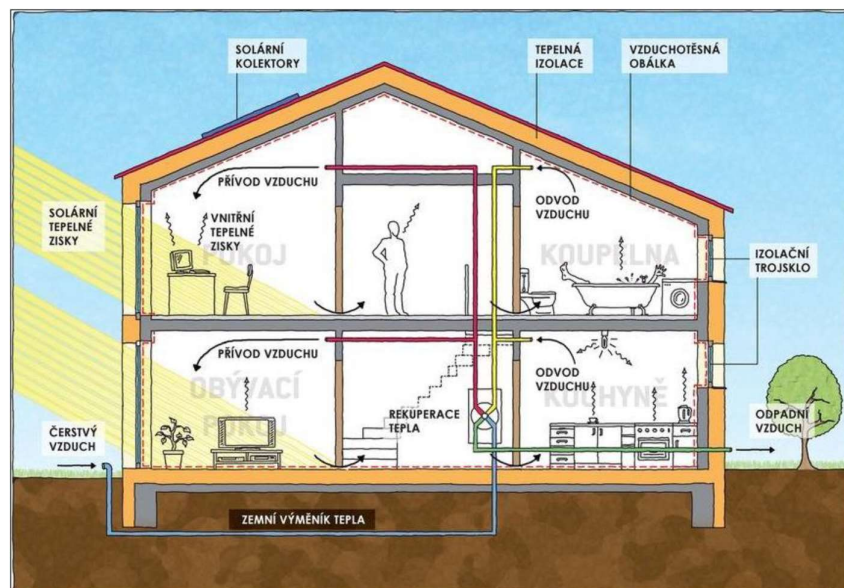 SOLÁRNÍ
KOLEKTORY
TEPELNÁ
IZOLACE
VZDUCHOTĚSNÁ
OBÁLKA
PŘÍVOD VZDUCHU
ODVOD
VZDUCHU
SOLÁRNÍ
TEPELNÉ
ZISKY
VNITŘNÍ
TEPELNÉ
ZISKY
POKOJ
KOUPELNA
IZOLAČNÍ
TROJSKLO
PŘÍVOD VZDUCHU
ODVOD
VZDUCHU
OBÝVACÍ
POKOJ
REKUPERACE
TEPLA
KUCHYNĚ
ČERSTVÝ
VZDUCH
ODPADNÍ
VZDUCH
ZEMNÍ VÝMĚNÍK TEPLA